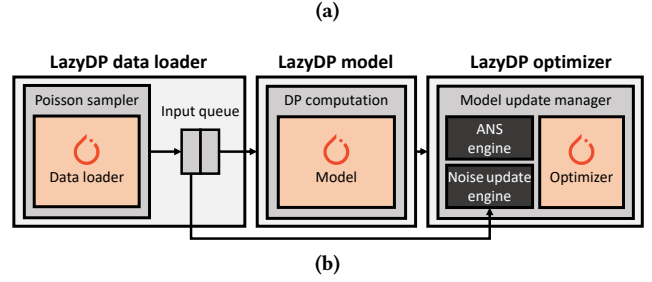 (a)
LazyDP data loader
LazyDP model
LazyDP optimizer
Poisson sampler
Input queue
DP computation
Model update manager
Data loader
Model
ANS
engine
Noise update
engine
Optimizer
(b)